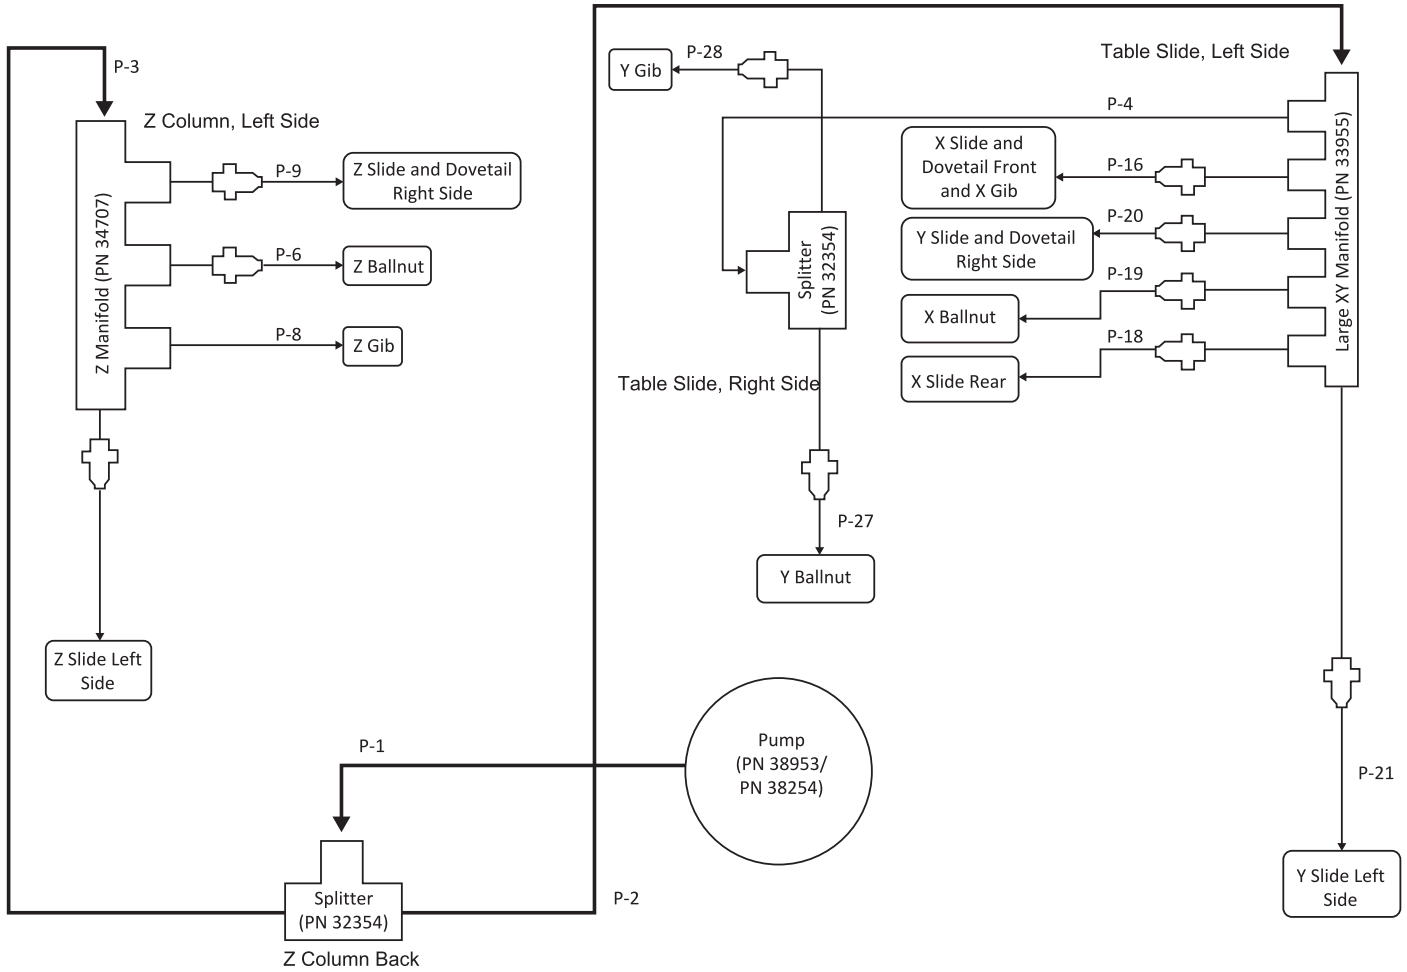 P-3
Z Column, Left Side
Z Manifold (PN 34707)
P-9
Z Slide and Dovetail
Right Side
P-6
Z Ballnut
P-8
Z Gib
Z Slide Left
Side
Y Gib
P-28
Table Slide, Left Side
P-4
X Slide and
Dovetail Front
and X Gib
P-16
Y Slide and Dovetail
Right Side
P-20
X Ballnut
P-19
X Slide Rear
P-18
Large XY Manifold (PN 33955)
Splitter
(PN 32354)
Table Slide, Right Side
P-27
Y Ballnut
P-21
Y Slide Left
Side
Pump
(PN 38953/
PN 38254)
P-1
P-2
Splitter
(PN 32354)
Z Column Back